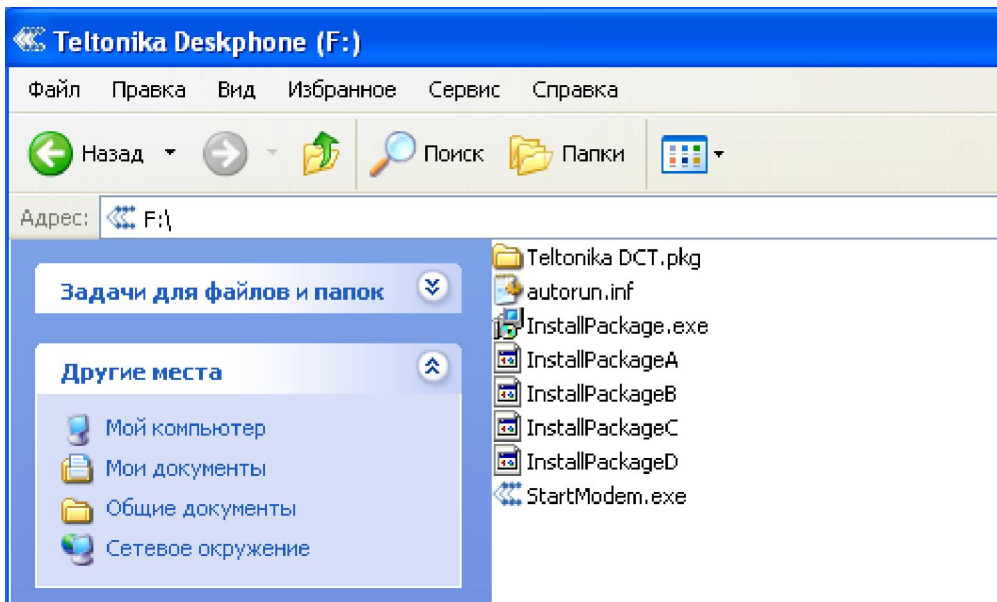 Teltonika Deskphone (F:)
Файл Правка Вид Избранное Сервис Справка
Назад Поиск Папки
Адрес: F:\
Задачи для файлов и папок
Другие места
Мой компьютер
Мои документы
Общие документы
Сетевое окружение
Teltonika DCT.pkg
autorun.inf
InstallPackage.exe
InstallPackageA
InstallPackageB
InstallPackageC
InstallPackageD
StartModem.exe